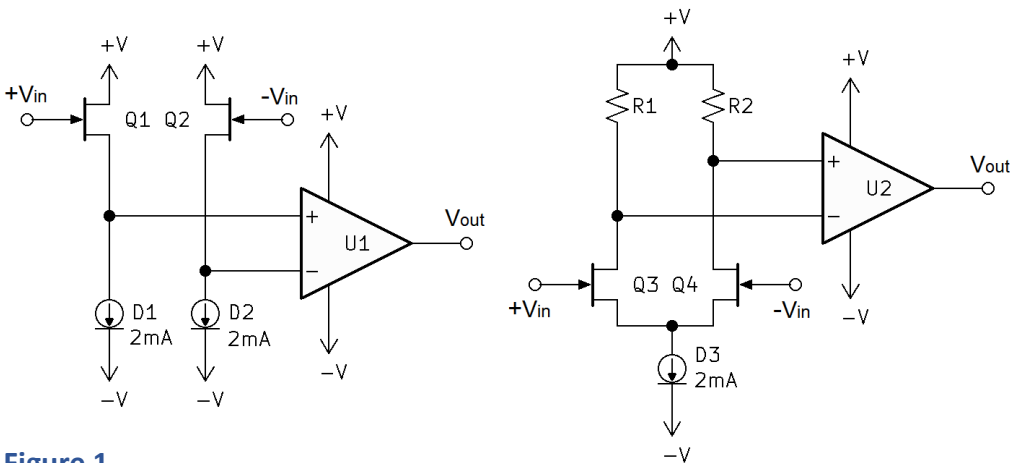 +V
+V
+Vin
-Vin
Q1
Q2
+V
+
U1
−
Vout
D1
2mA
D2
2mA
−V
−V
−V
+V
R1
R2
+V
+
U2
−
Vout
Q3
Q4
+Vin
-Vin
−V
D3
2mA
−V
Figure 1